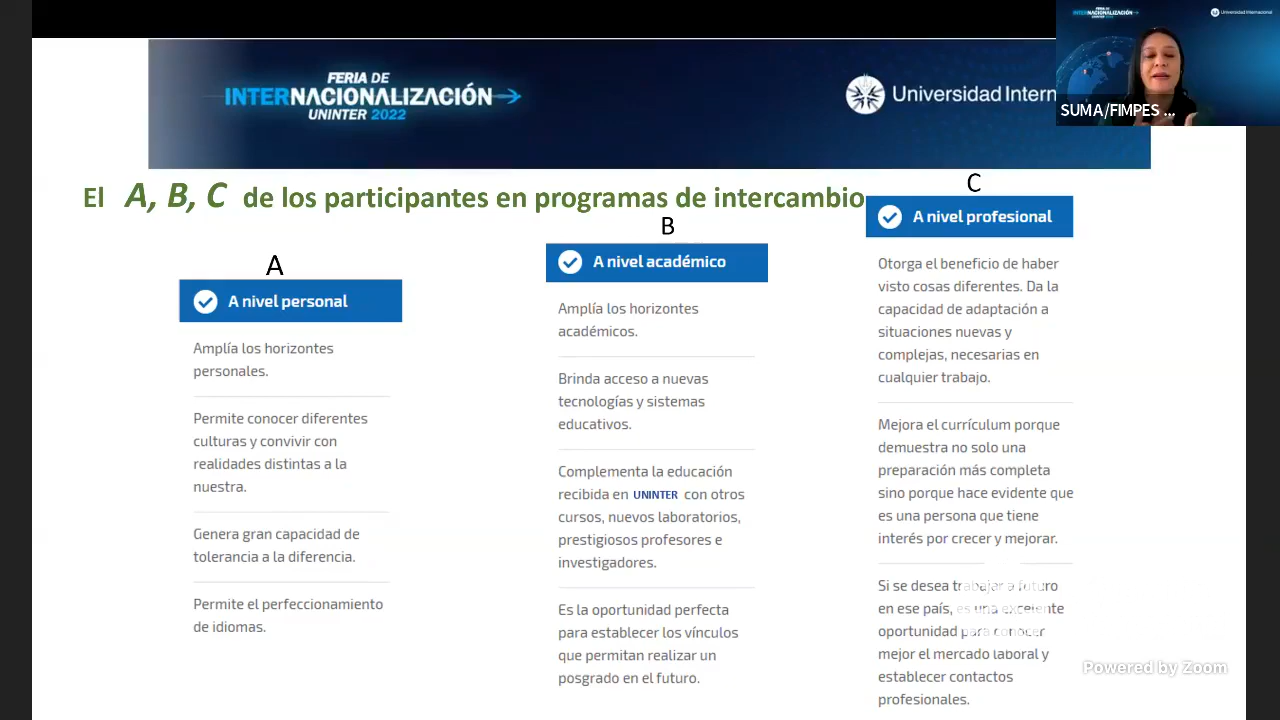 FERIA DE
INTERNACIONALIZACIÓN
UNINTER 2022
Universidad Intern
FERIA DE
INTERNACIONALIZACIÓN
UNINTER 2022
Universidad Internacional
SUMA/FIMPES ...
El A, B, C de los participantes en programas de intercambio
A
A nivel personal
Amplía los horizontes
personales.
Permite conocer diferentes
culturas y convivir con
realidades distintas a la
nuestra.
Genera gran capacidad de
tolerancia a la diferencia.
Permite el perfeccionamiento
de idiomas.
B
A nivel académico
Amplía los horizontes
académicos.
Brinda acceso a nuevas
tecnologías y sistemas
educativos.
Complementa la educación
recibida en UNINTER con otros
cursos, nuevos laboratorios,
prestigiosos profesores e
investigadores.
Es la oportunidad perfecta
para establecer los vínculos
que permitan realizar un
posgrado en el futuro.
C
A nivel profesional
Otorga el beneficio de haber
visto cosas diferentes. Da la
capacidad de adaptación a
situaciones nuevas y
complejas, necesarias en
cualquier trabajo.
Mejora el currículum porque
demuestra no solo una
preparación más completa
sino porque hace evidente que
es una persona que tiene
interés por crecer y mejorar.
Si se desea trabajar a futuro
en ese país, es una excelente
oportunidad para conocer
mejor el mercado laboral y
establecer contactos
profesionales.
Powered by Zoom